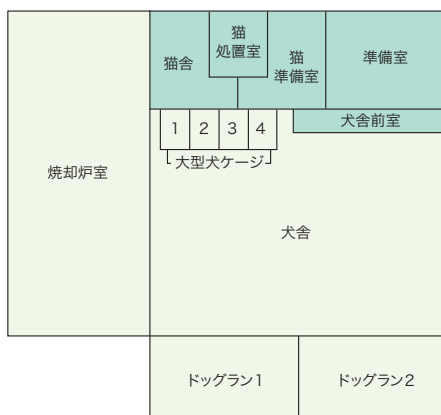 猫舎
猫
処置室
猫
準備室
準備室
犬舎前室
1 2 3 4
大型犬ケージ
焼却炉室
犬舎
ドッグラン1
ドッグラン2